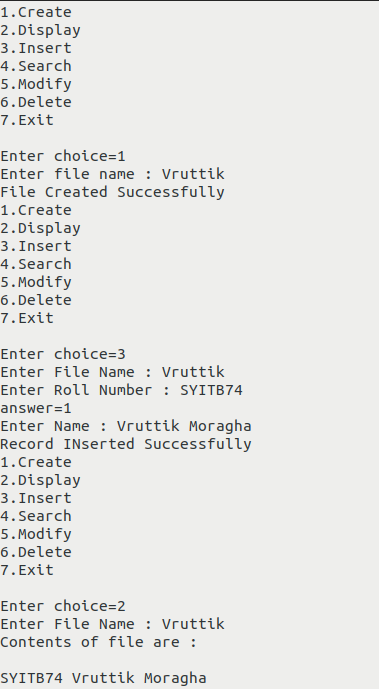 1.Create
2.Display
3.Insert
4.Search
5.Modify
6.Delete
7.Exit
Enter choice=1
Enter file name : Vruttik
File Created Successfully
1.Create
2.Display
3.Insert
4.Search
5.Modify
6.Delete
7.Exit
Enter choice=3
Enter File Name : Vruttik
Enter Roll Number : SYITB74
answer=1
Enter Name : Vruttik Moragha
Record INserted Successfully
1.Create
2.Display
3.Insert
4.Search
5.Modify
6.Delete
7.Exit
Enter choice=2
Enter File Name : Vruttik
Contents of file are :
SYITB74 Vruttik Moragha